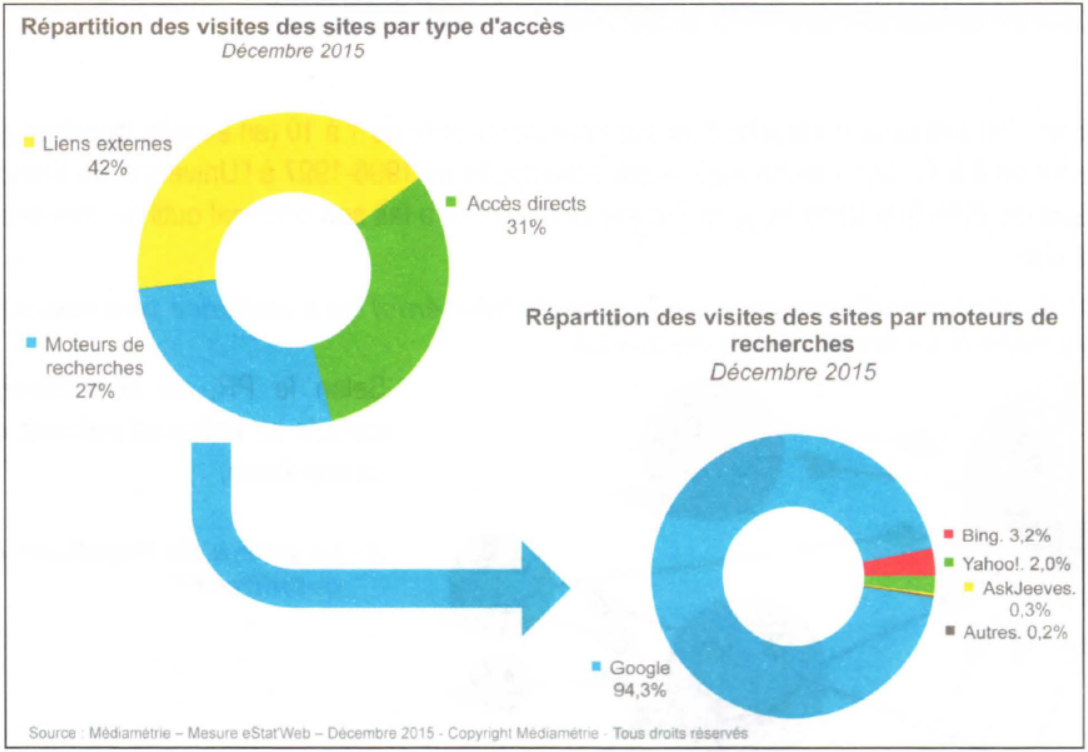 Répartition des visites des sites par type d'accès
Décembre 2015
Liens externes
42%
Accès directs
31%
Moteurs de
recherches
27%
Répartition des visites des sites par moteurs de
recherches
Décembre 2015
Bing. 3,2%
Yahoo!. 2,0%
AskJeeves.
0,3%
Autres. 0,2%
Google
94,3%
Source : Médiamétrie – Mesure eStat'Web – Décembre 2015 - Copyright Médiamétrie - Tous droits réservés